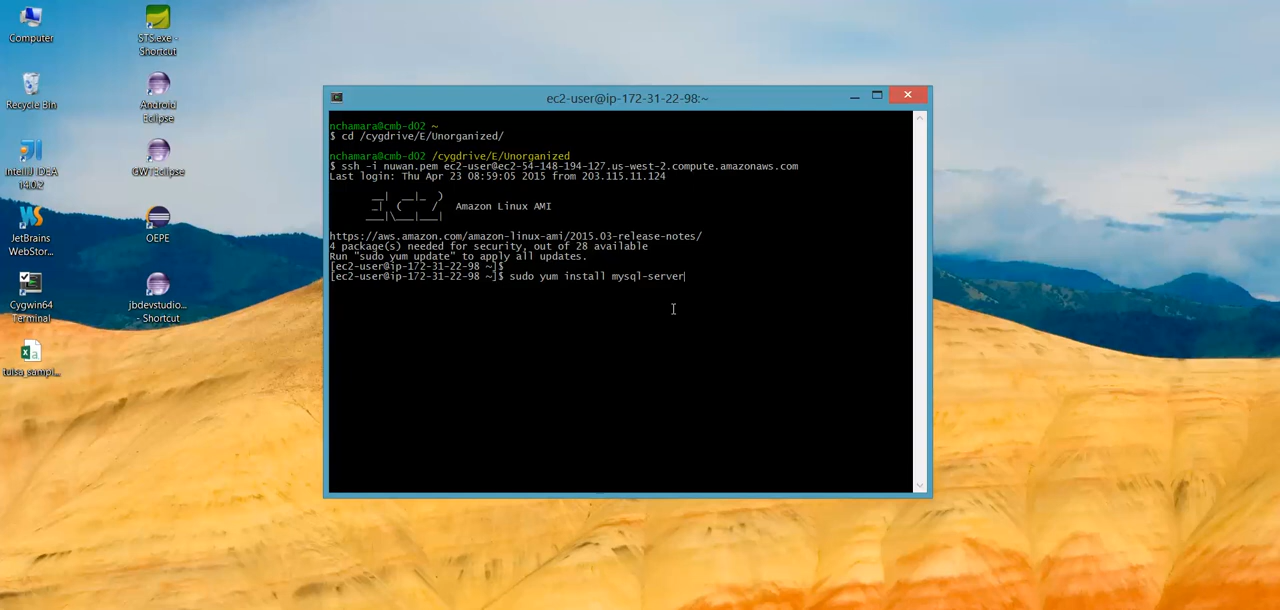 Computer
STS.exe -
Shortcut
Recycle Bin
Android
Eclipse
IntelliJ IDEA
14.0.2
GWTEclipse
JetBrains
WebStor...
OEPE
Cygwin64
Terminal
jbdevstudio...
- Shortcut
ec2-user@ip-172-31-22-98:~
nchamara@cmb-d02 ~
$ cd /cygdrive/E/Unorganized/
nchamara@cmb-d02 /cygdrive/E/Unorganized
$ ssh -i nuwan.pem ec2-user@ec2-54-148-194-127.us-west-2.compute.amazonaws.com
Last login: Thu Apr 23 08:59:05 2015 from 203.115.11.124
__|  __|_  )
_|  (     /   Amazon Linux AMI
___|\___|___|
https://aws.amazon.com/amazon-linux-ami/2015.03-release-notes/
4 package(s) needed for security, out of 28 available
Run "sudo yum update" to apply all updates.
[ec2-user@ip-172-31-22-98 ~]$
[ec2-user@ip-172-31-22-98 ~]$ sudo yum install mysql-server